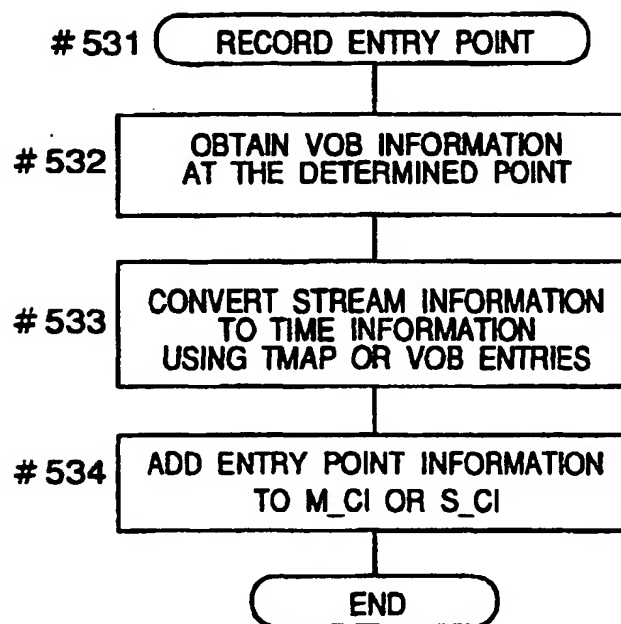 #531 RECORD ENTRY POINT
#532 OBTAIN VOB INFORMATION
AT THE DETERMINED POINT
#533 CONVERT STREAM INFORMATION
TO TIME INFORMATION
USING TMAP OR VOB ENTRIES
#534 ADD ENTRY POINT INFORMATION
TO M_CI OR S_CI
END